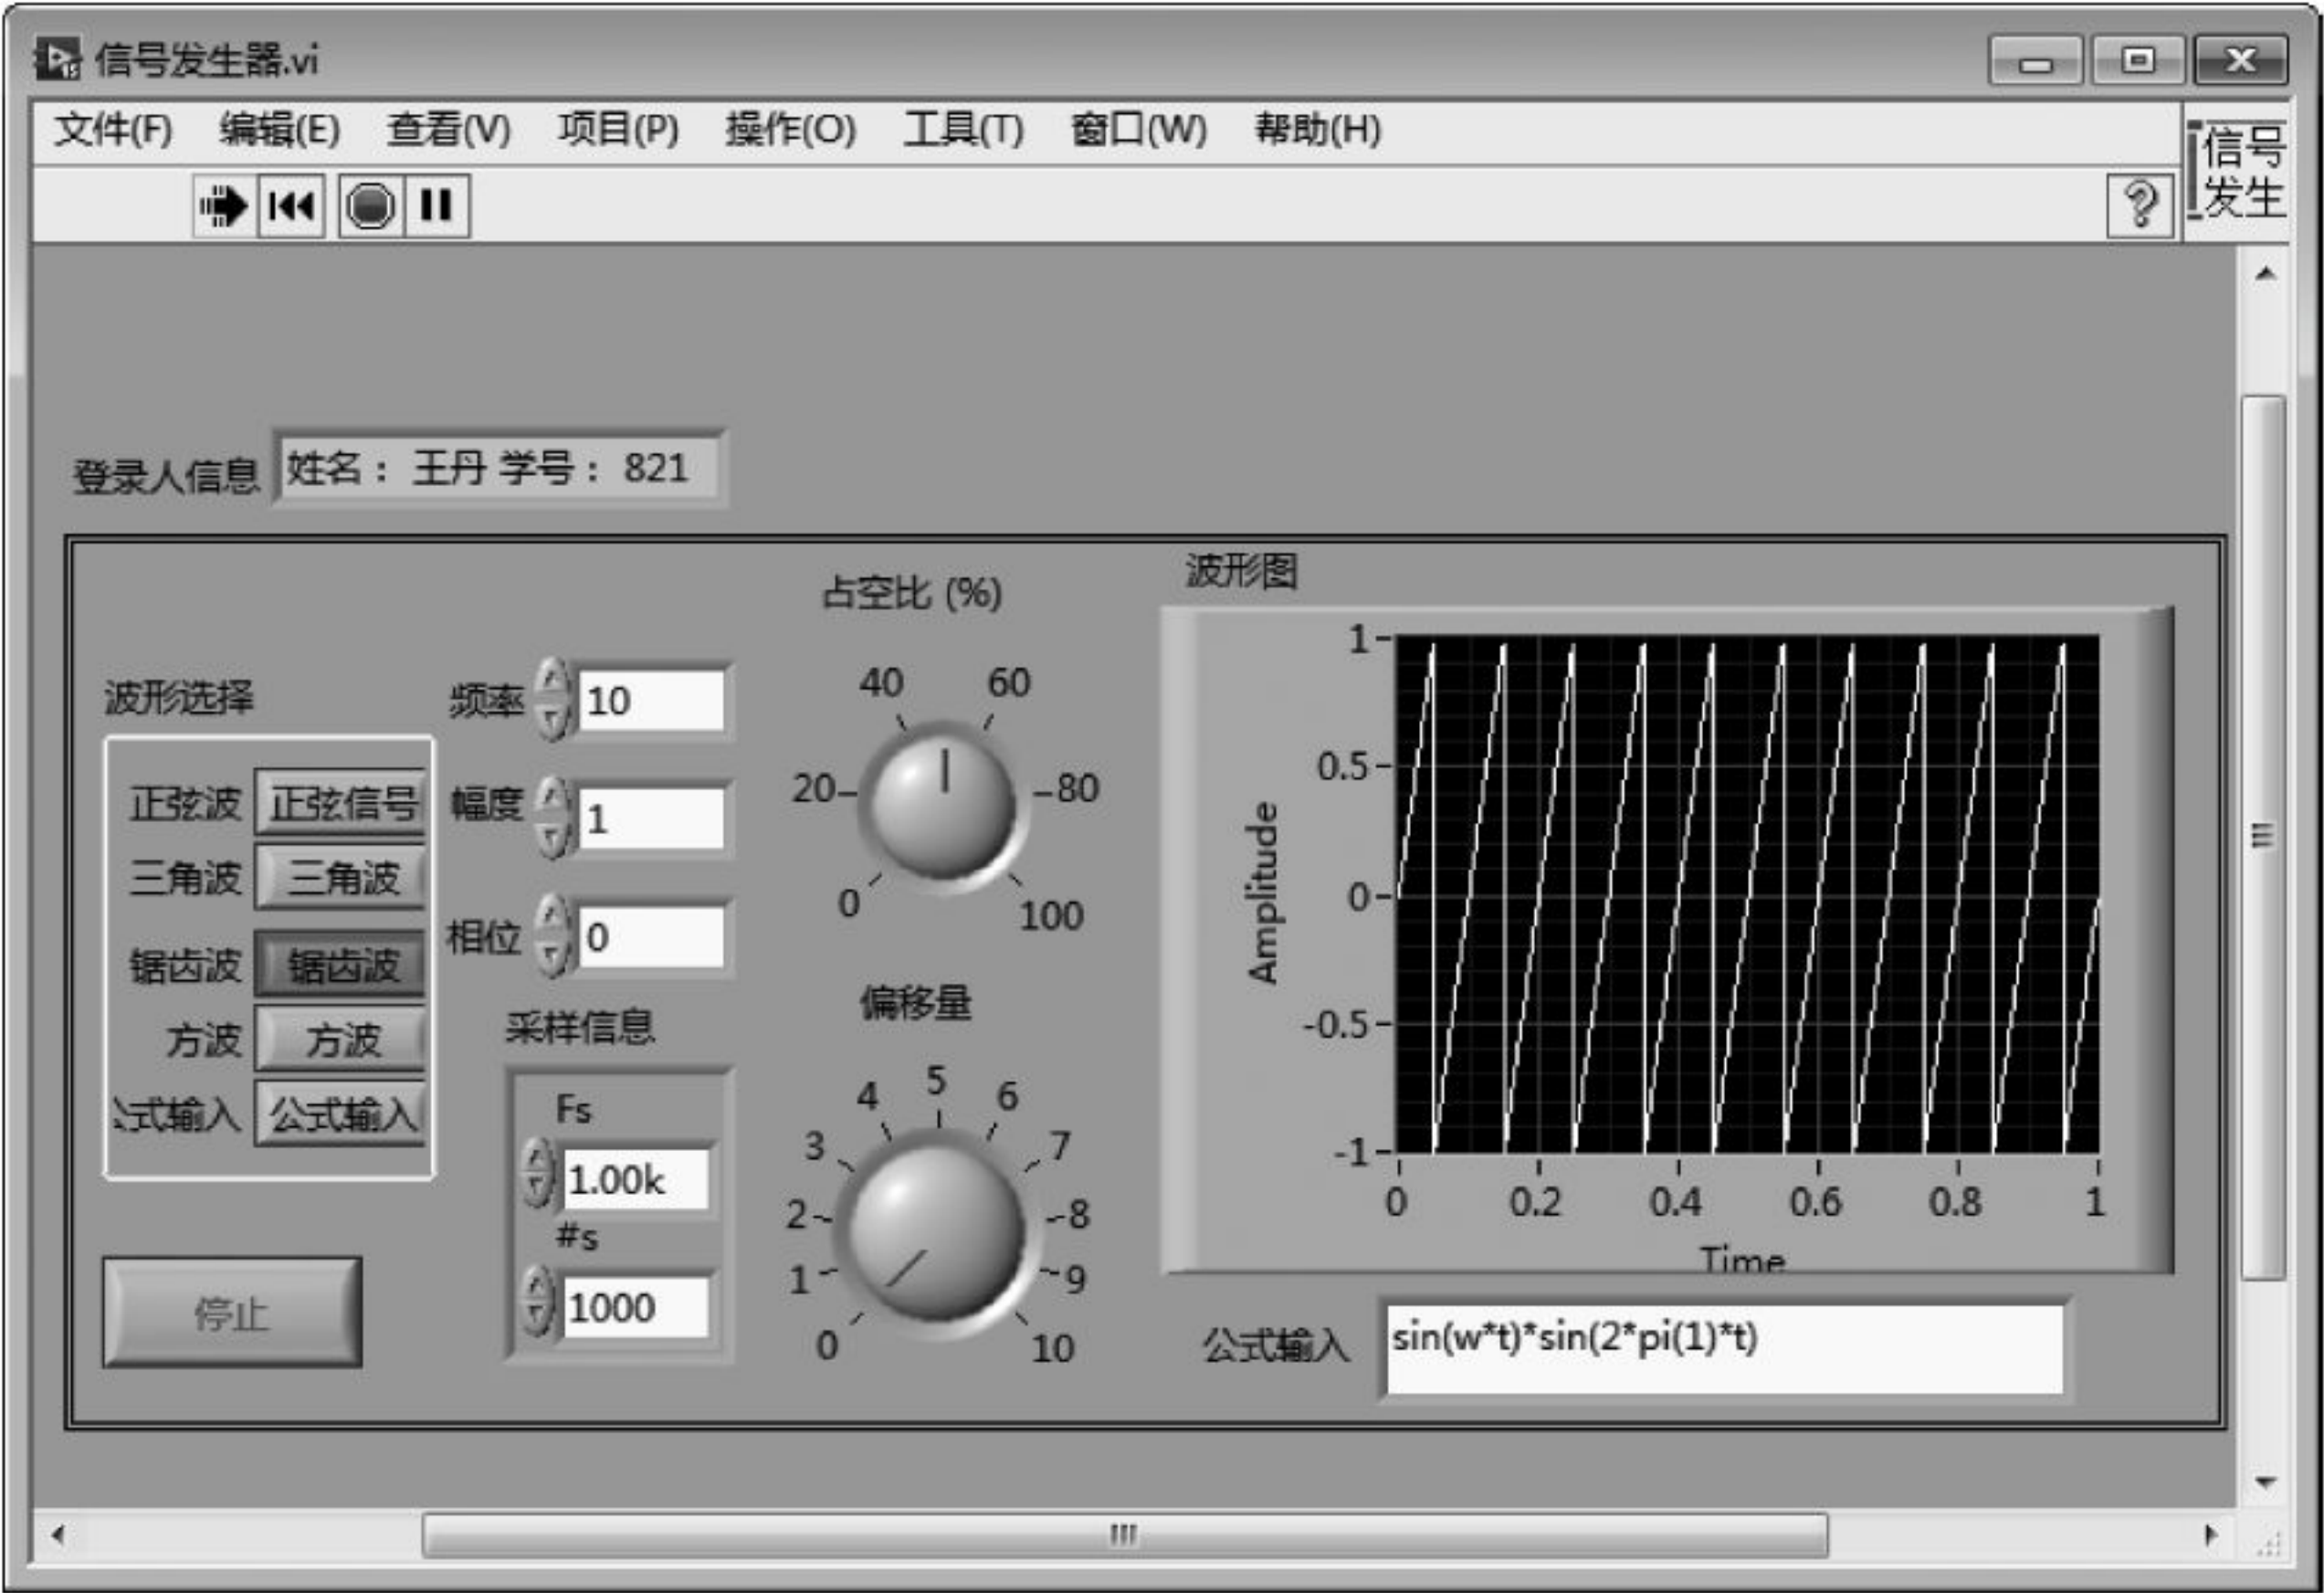 信号发生器.vi
文件(F) 编辑(E) 查看(V) 项目(P) 操作(O) 工具(T) 窗口(W) 帮助(H)
信号
发生
登录人信息 姓名： 王丹 学号： 821
波形选择
正弦波 正弦信号
三角波 三角波
锯齿波 锯齿波
方波 方波
公式输入 公式输入
停止
频率 10
幅度 1
相位 0
采样信息
Fs
1.00k
#s
1000
占空比 (%)
0 20 40 60 80 100
偏移量
0 1 2 3 4 5 6 7 8 9 10
波形图
Amplitude
1
0.5
0
-0.5
-1
0 0.2 0.4 0.6 0.8 1
Time
公式输入 sin(w*t)*sin(2*pi(1)*t)